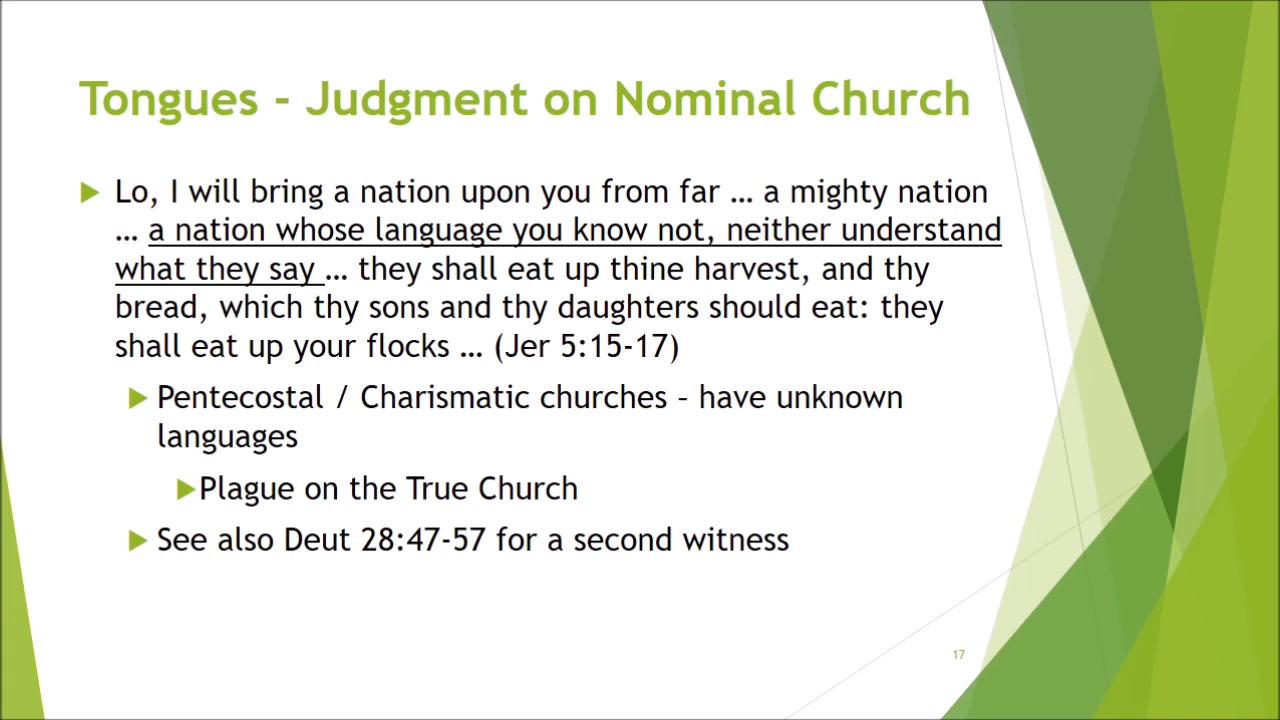 Tongues - Judgment on Nominal Church
Lo, I will bring a nation upon you from far … a mighty nation
… a nation whose language you know not, neither understand
what they say … they shall eat up thine harvest, and thy
bread, which thy sons and thy daughters should eat: they
shall eat up your flocks … (Jer 5:15-17)
Pentecostal / Charismatic churches – have unknown
languages
Plague on the True Church
See also Deut 28:47-57 for a second witness
17